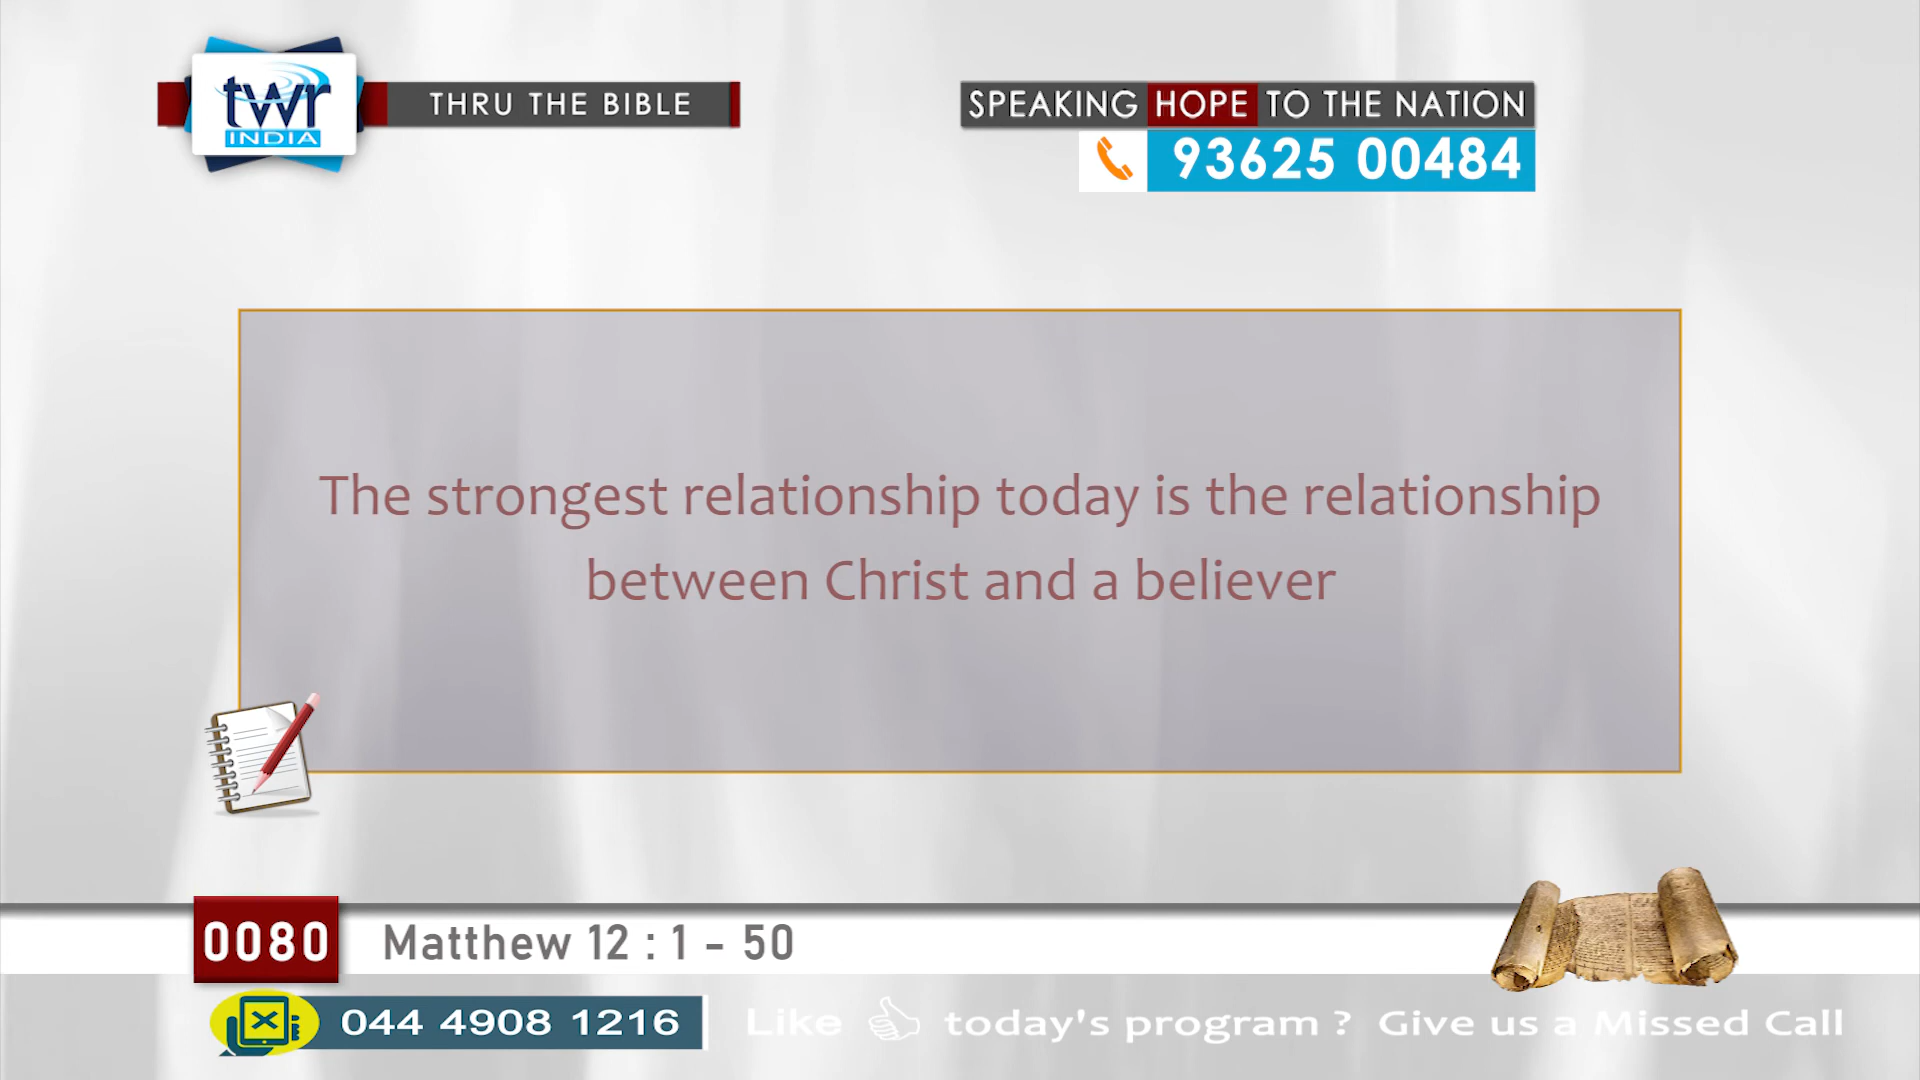 twr
INDIA
THRU THE BIBLE
SPEAKING HOPE TO THE NATION
93625 00484
The strongest relationship today is the relationship
between Christ and a believer
0080
Matthew 12 : 1 - 50
044 4908 1216
Like today's program ? Give us a Missed Call